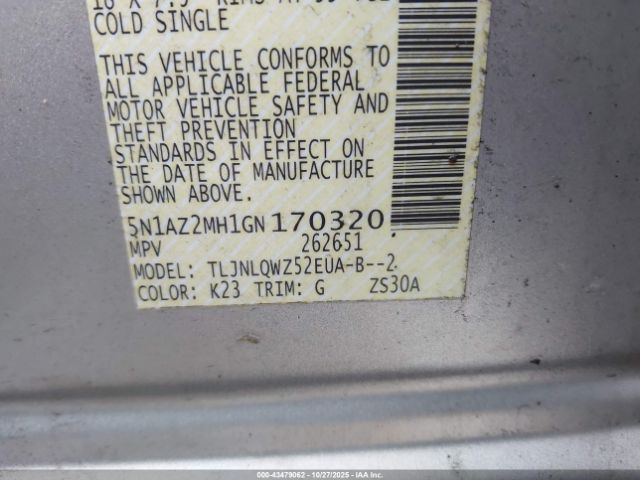 COLD SINGLE
THIS VEHICLE CONFORMS TO
ALL APPLICABLE FEDERAL
MOTOR VEHICLE SAFETY AND
THEFT PREVENTION
STANDARDS IN EFFECT ON
THE DATE OF MANUFACTURE
SHOWN ABOVE.
5N1AZ2MH1GN170320.
MPV 262651
MODEL: TLJNLQWZ52EUA-B--2
COLOR: K23 TRIM: G ZS30A
000-43479062 | 10/27/2025 | IAA Inc.